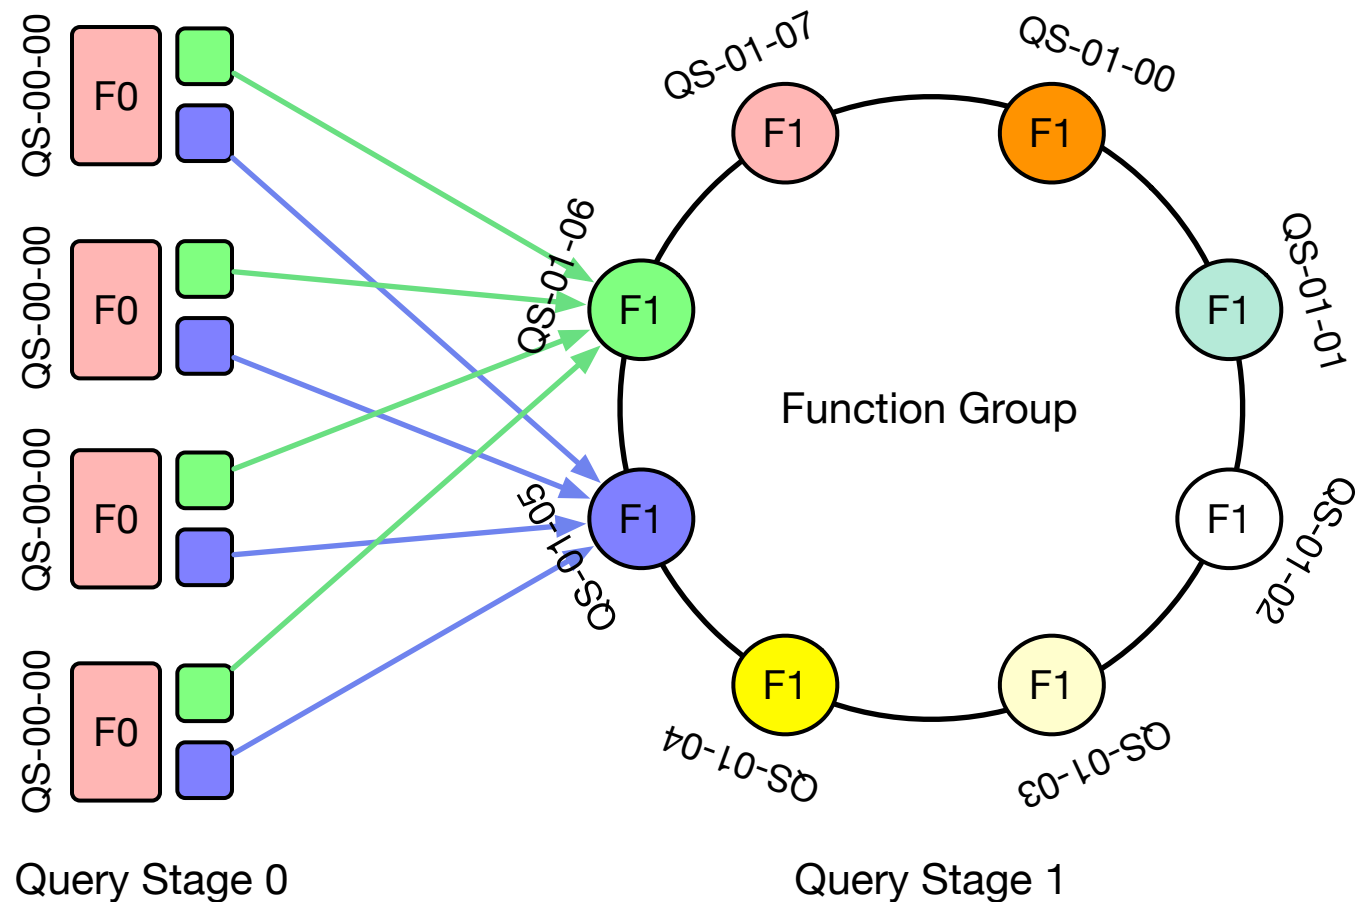 QS-00-00
F0
QS-00-00
F0
QS-00-00
F0
QS-00-00
F0
QS-01-07
F1
QS-01-00
F1
QS-01-06
F1
QS-01-01
F1
Function Group
QS-01-05
F1
QS-01-02
F1
QS-01-04
F1
QS-01-03
F1
Query Stage 0
Query Stage 1